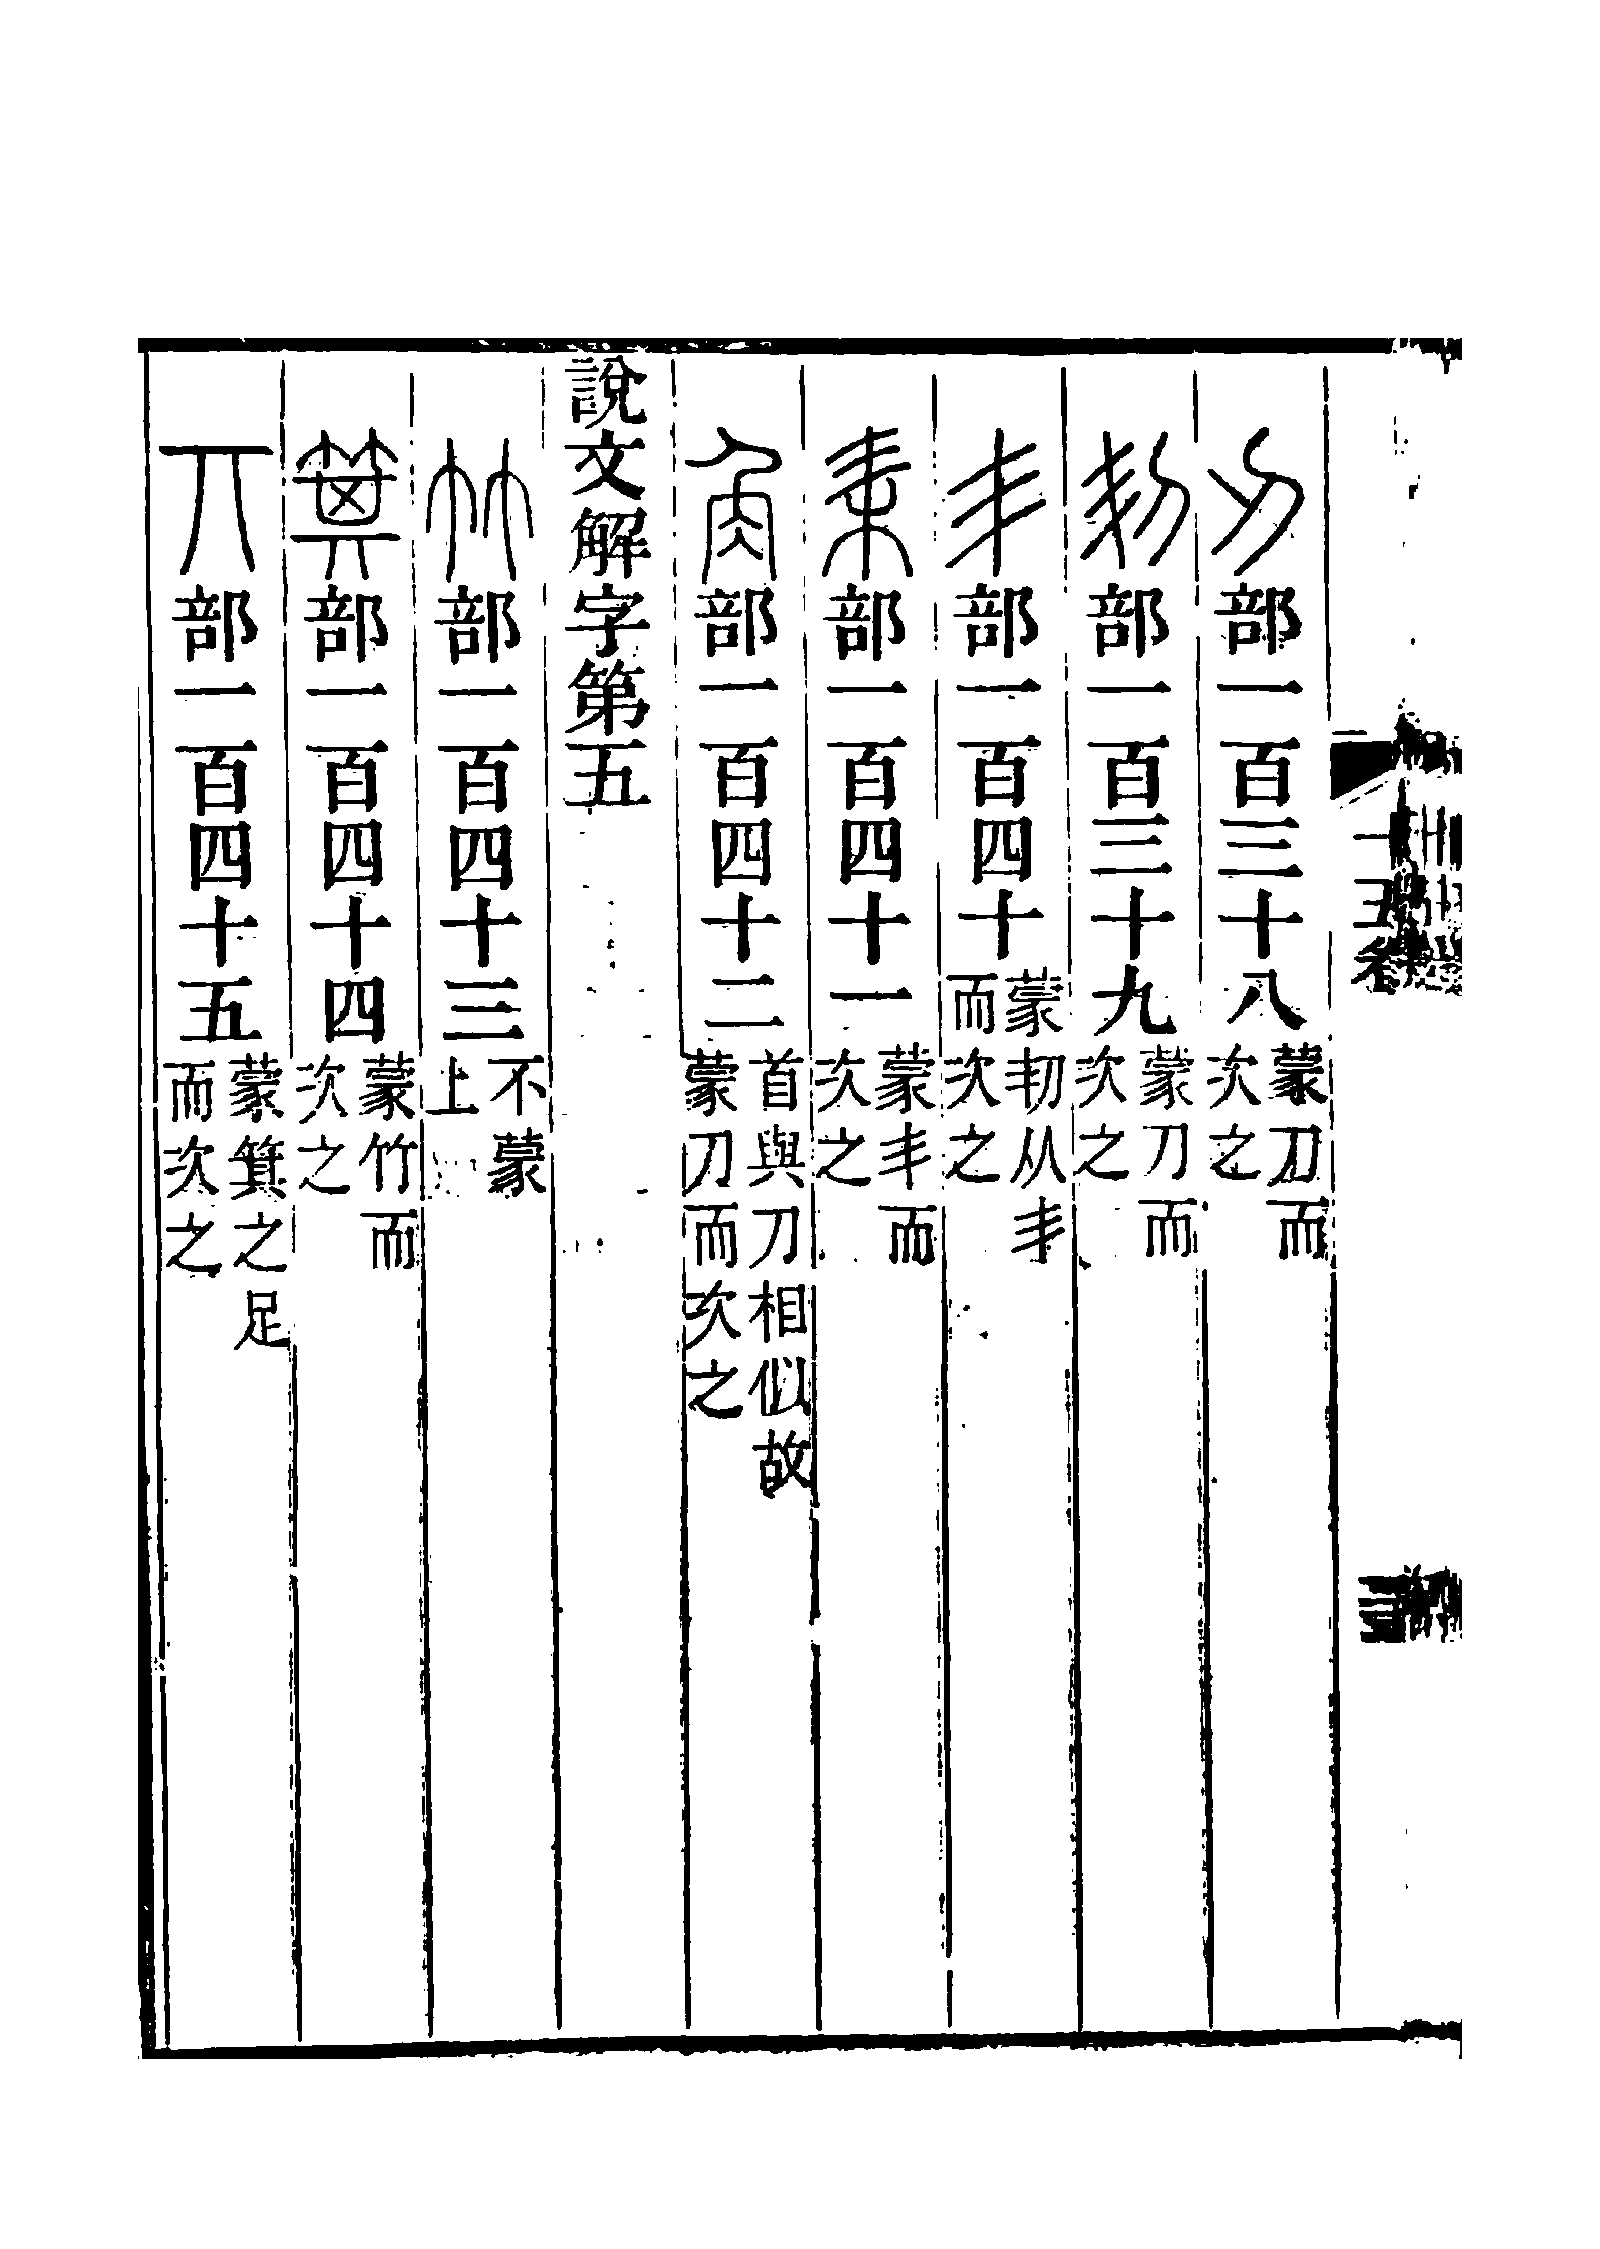 刃部一百三十八蒙刀而次之
㓞部一百三十九蒙刀而次之
丯部一百四十蒙㓞从丯而次之
耒部一百四十一蒙丯而次之
角部一百四十二首與刀相似故蒙刀而次之
說文解字第五
竹部一百四十三不蒙上
箕部一百四十四蒙竹而次之
丌部一百四十五蒙箕之足而次之